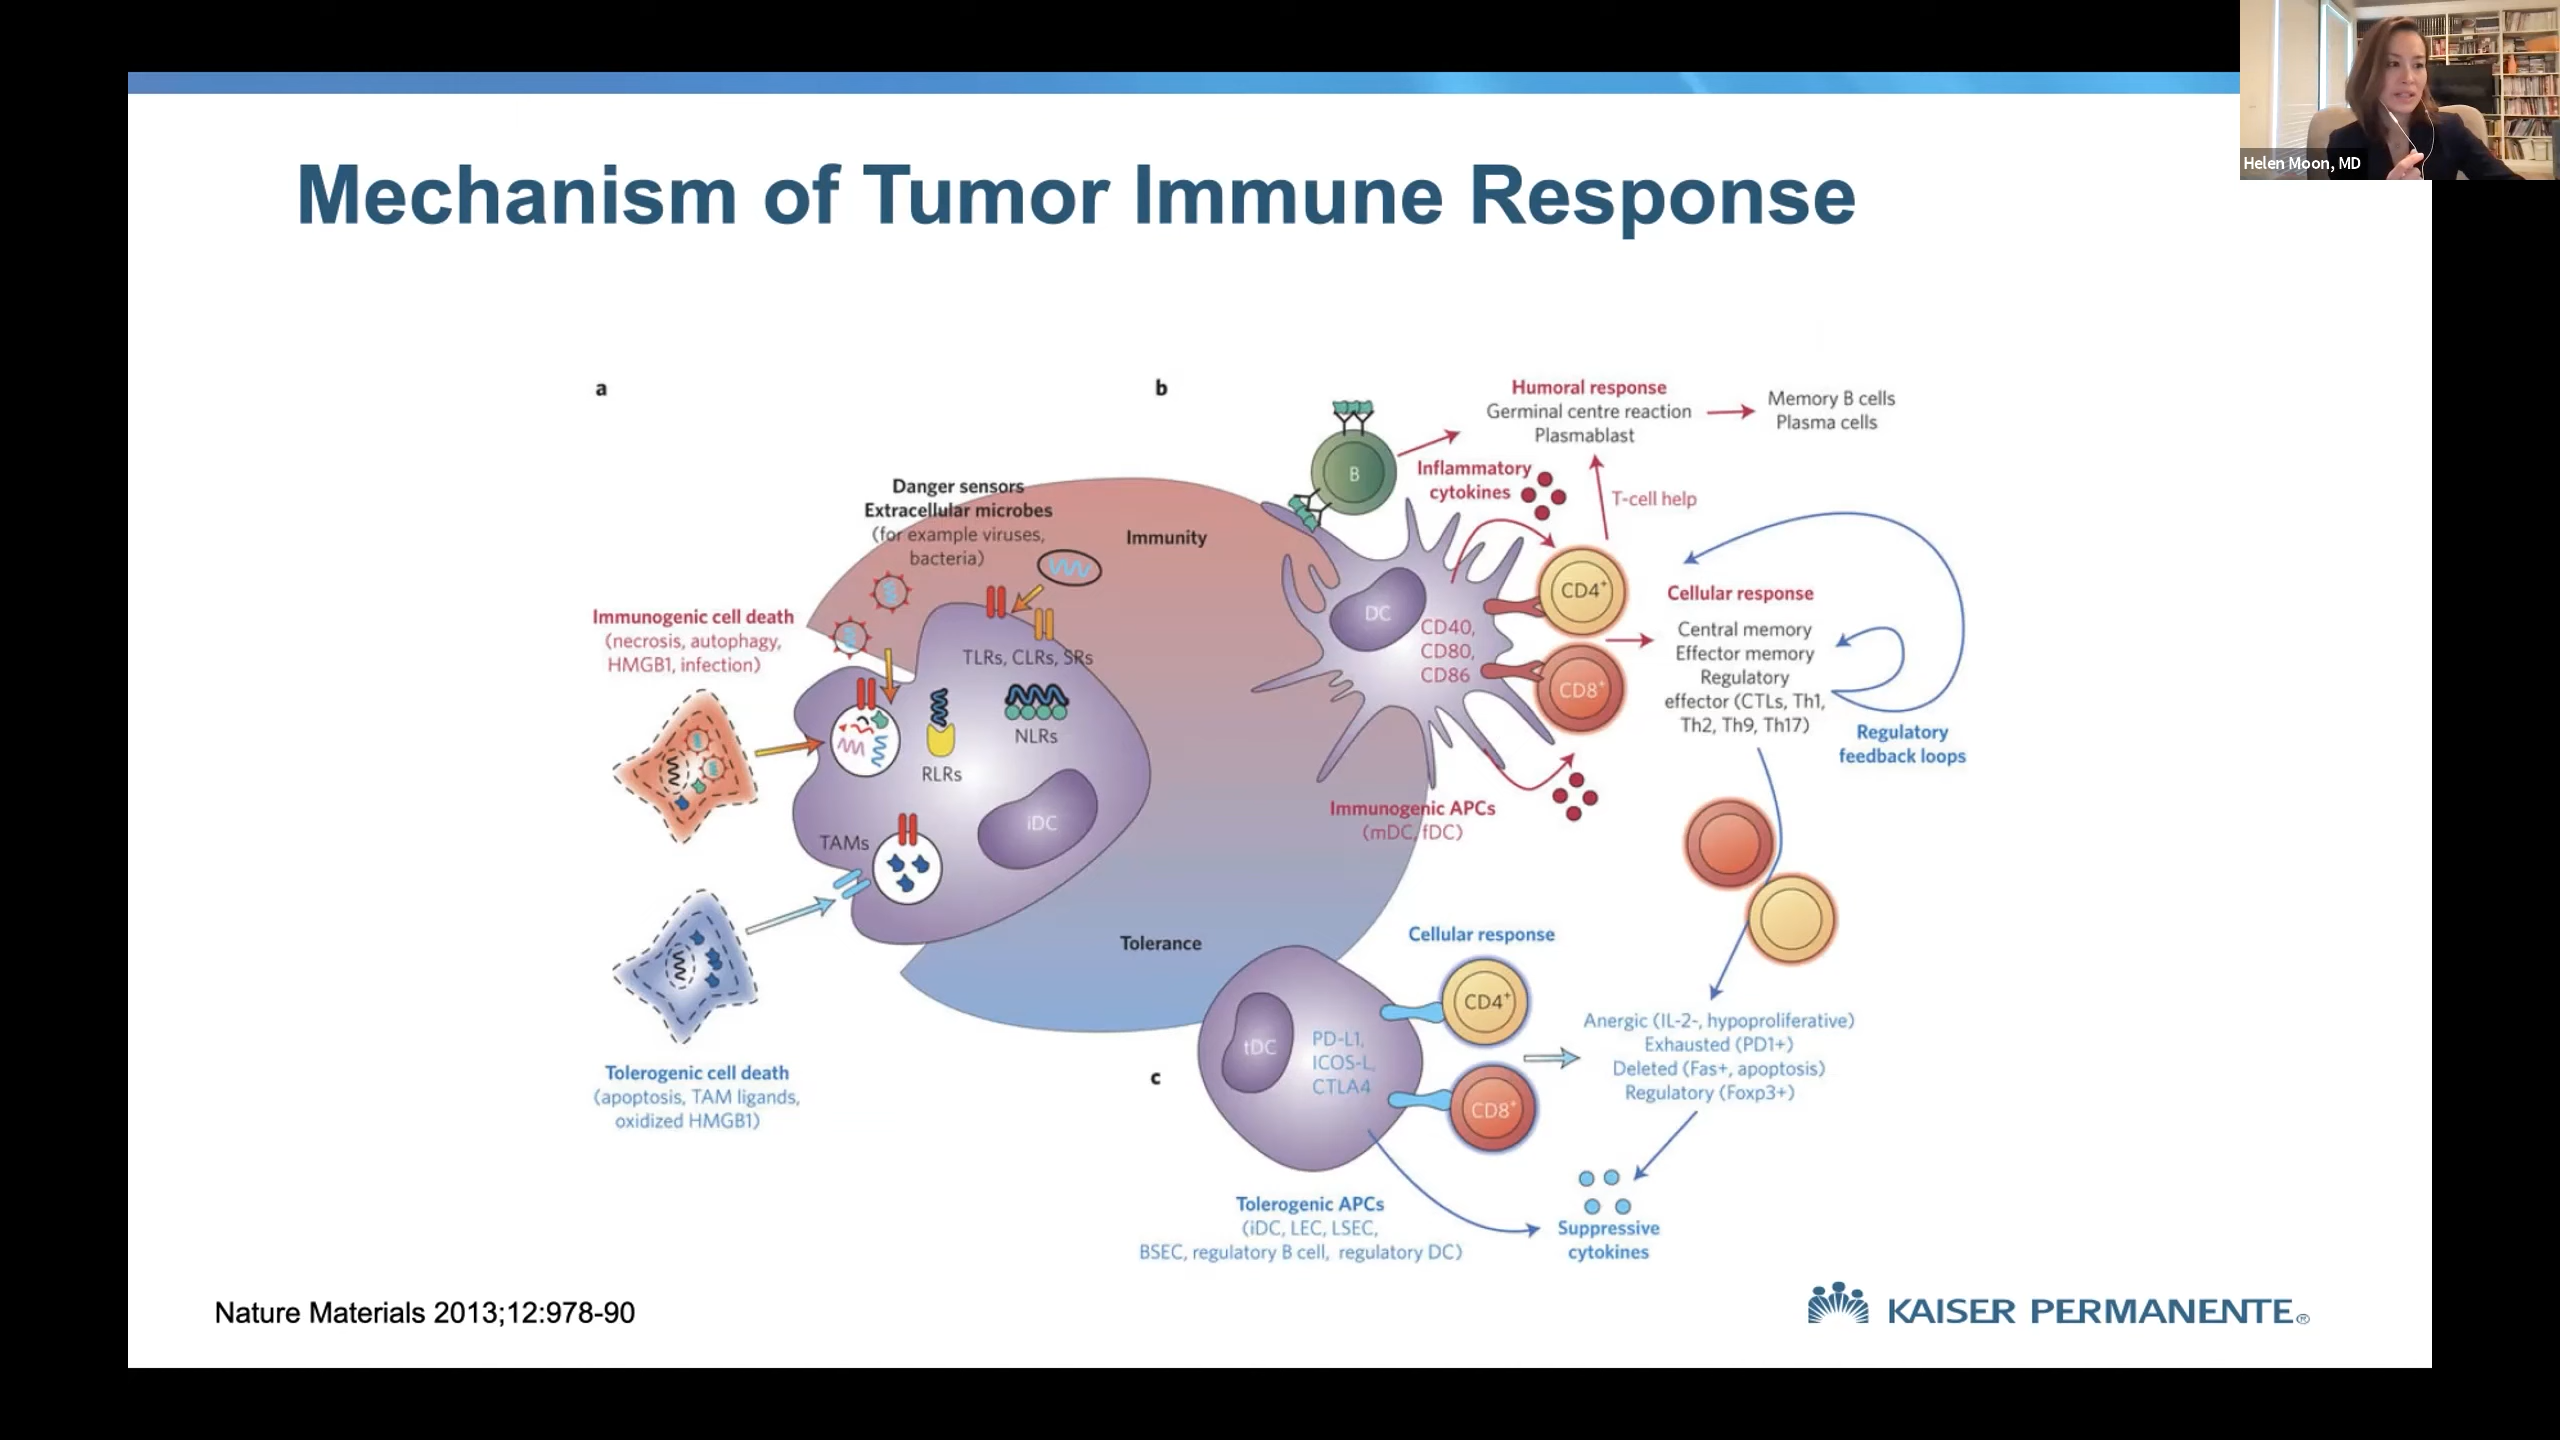 Helen Moon, MD
Mechanism of Tumor Immune Response
a
Danger sensors
Extracellular microbes
(for example viruses,
bacteria)
Immunity
Immunogenic cell death
(necrosis, autophagy,
HMGB1, infection)
TLRs, CLRs, SRs
NLRs
RLRs
iDC
TAMs
Tolerance
Tolerogenic cell death
(apoptosis, TAM ligands,
oxidized HMGB1)
b
B
Humoral response
Germinal centre reaction
Plasmablast
Memory B cells
Plasma cells
Inflammatory
cytokines
T-cell help
DC
CD40,
CD80,
CD86
CD4+
CD8+
Cellular response
Central memory
Effector memory
Regulatory
effector (CTLs, Th1,
Th2, Th9, Th17)
Regulatory
feedback loops
Immunogenic APCs
(mDC, fDC)
c
tDC
PD-L1,
ICOS-L,
CTLA4
Cellular response
CD4+
CD8+
Anergic (IL-2-, hypoproliferative)
Exhausted (PD1+)
Deleted (Fas+, apoptosis)
Regulatory (Foxp3+)
Tolerogenic APCs
(iDC, LEC, LSEC,
BSEC, regulatory B cell, regulatory DC)
Suppressive
cytokines
Nature Materials 2013;12:978-90
KAISER PERMANENTE®